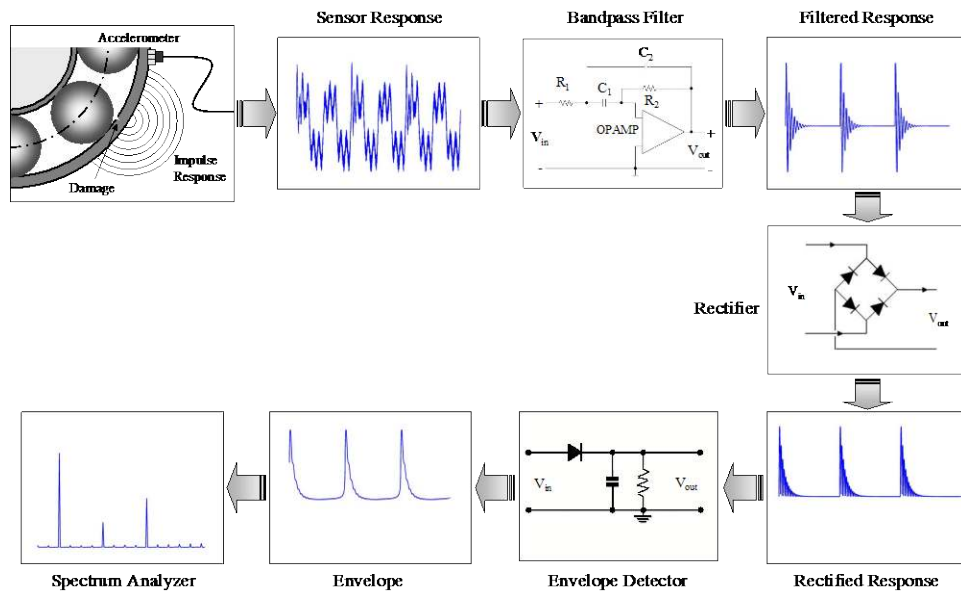 Sensor Response
Bandpass Filter
Filtered Response
Accelerometer
Impulse
Response
Damage
C2
R1
C1
R2
+
+
OPAMP
Vin
Vout
-
-
Rectifier
Vin
Vout
Vin
Vout
Spectrum Analyzer
Envelope
Envelope Detector
Rectified Response